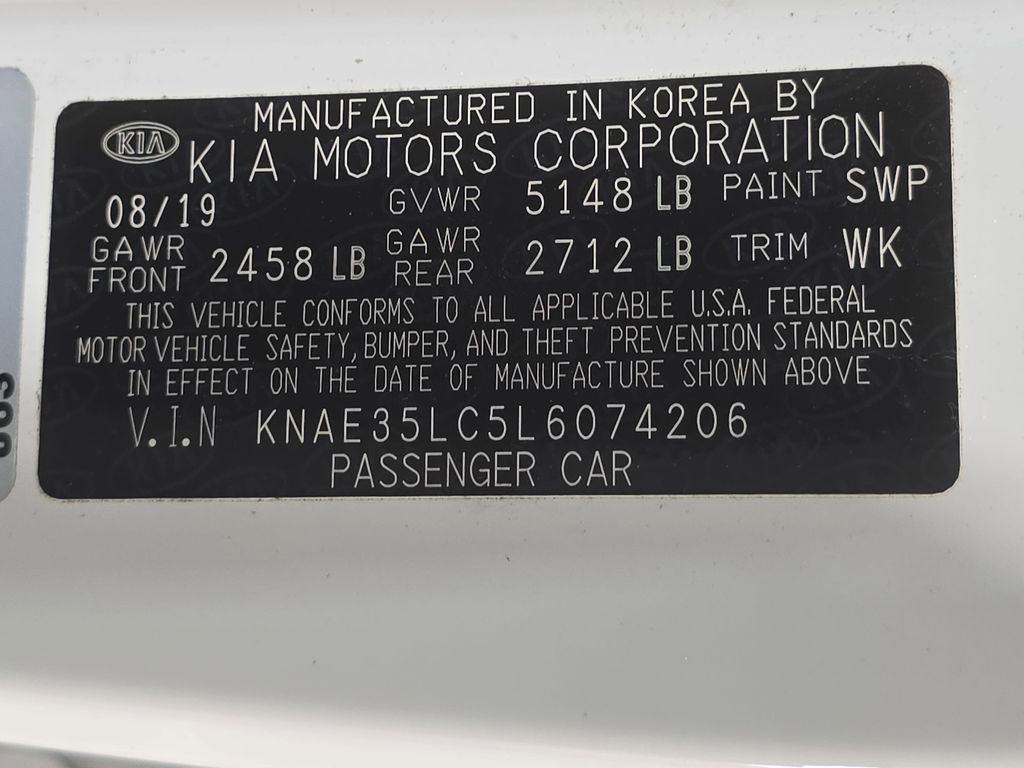 MANUFACTURED IN KOREA BY
KIA KIA MOTORS CORPORATION
08/19 GVWR 5148 LB PAINT SWP
GAWR FRONT 2458 LB GAWR REAR 2712 LB TRIM WK
THIS VEHICLE CONFORMS TO ALL APPLICABLE U.S.A. FEDERAL
MOTOR VEHICLE SAFETY, BUMPER, AND THEFT PREVENTION STANDARDS
IN EFFECT ON THE DATE OF MANUFACTURE SHOWN ABOVE
V.I.N KNAE35LC5L6074206
PASSENGER CAR